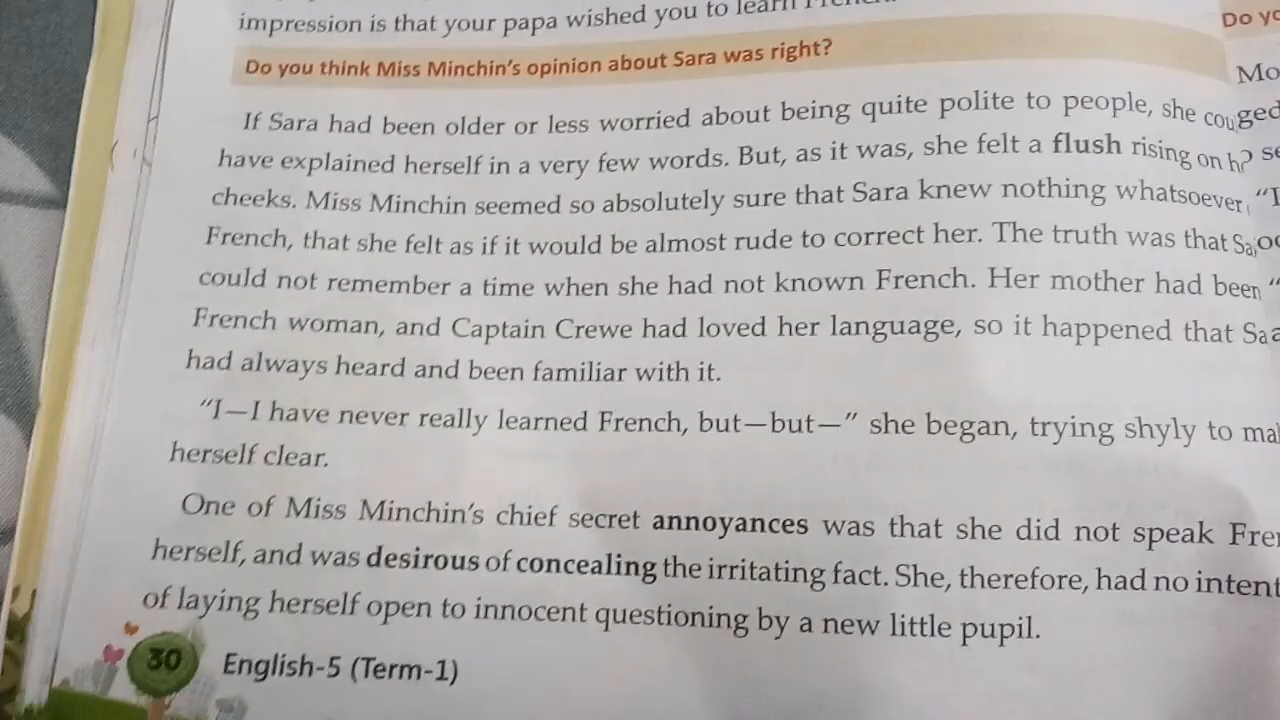 impression is that your papa wished you to learn
Do you think Miss Minchin's opinion about Sara was right?
If Sara had been older or less worried about being quite polite to people, she
have explained herself in a very few words. But, as it was, she felt a flush rising on
cheeks. Miss Minchin seemed so absolutely sure that Sara knew nothing whatsoever
French, that she felt as if it would be almost rude to correct her. The truth was that
could not remember a time when she had not known French. Her mother had been
French woman, and Captain Crewe had loved her language, so it happened that
had always heard and been familiar with it.
"I—I have never really learned French, but—but—" she began, trying shyly to
herself clear.
One of Miss Minchin's chief secret annoyances was that she did not speak
herself, and was desirous of concealing the irritating fact. She, therefore, had no
of laying herself open to innocent questioning by a new little pupil.
30 English-5 (Term-1)
Do